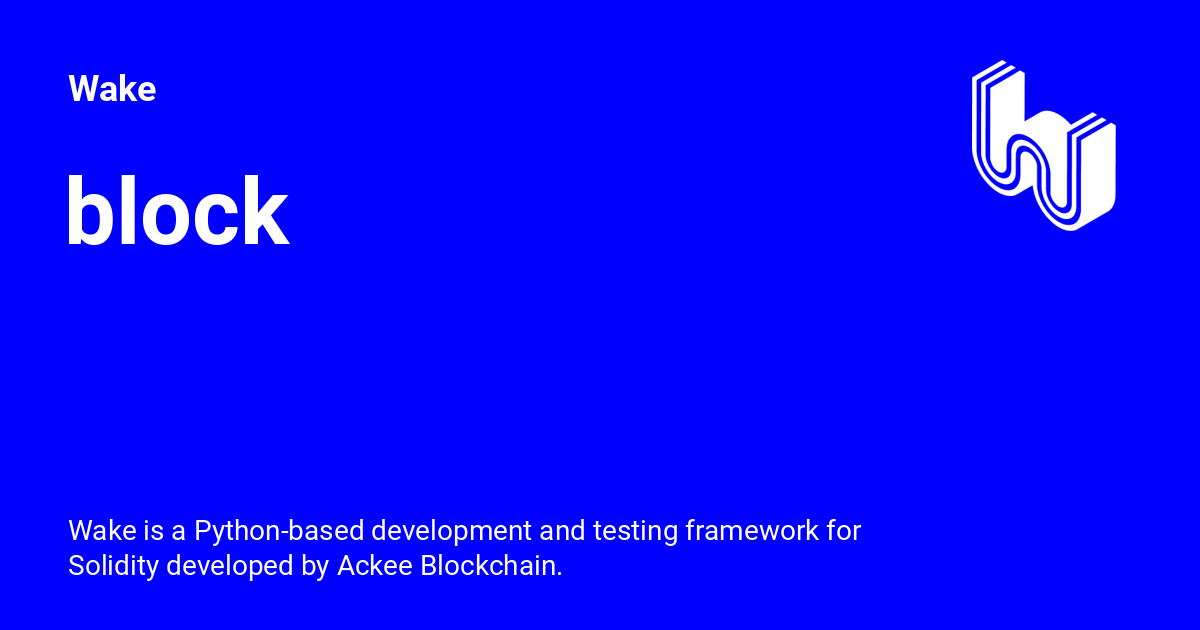 Wake
block
Wake is a Python-based development and testing framework for
Solidity developed by Ackee Blockchain.